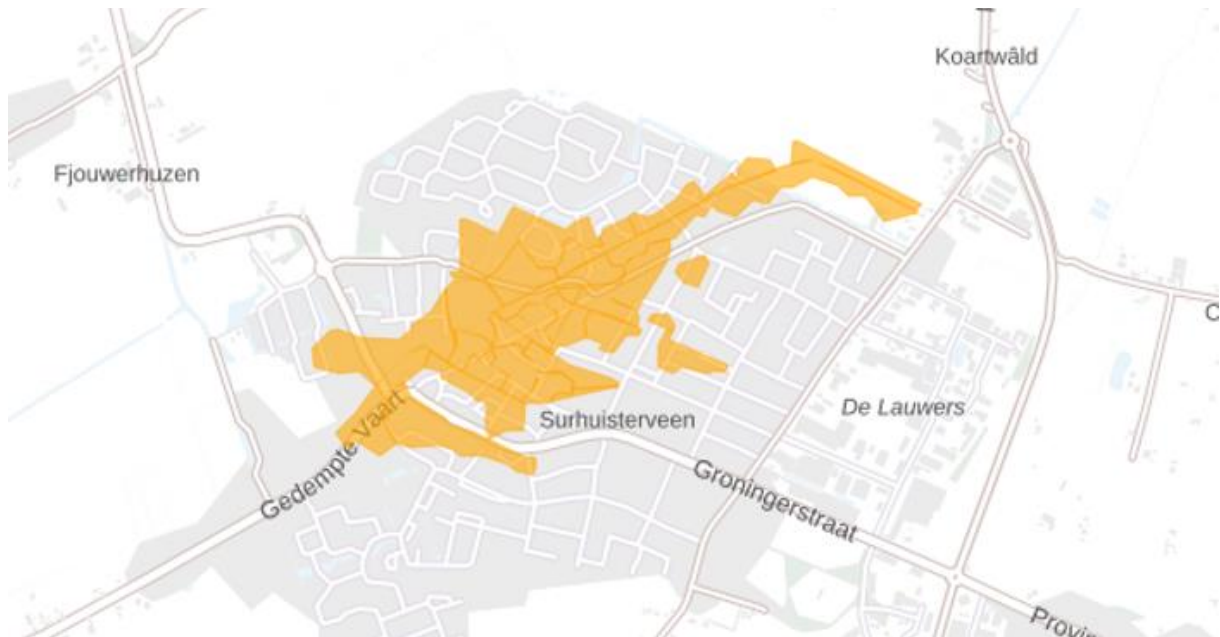 Koartwâld
Fjouwerhuzen
De Lauwers
Surhuisterveen
Gedempte Vaart
Groningerstraat